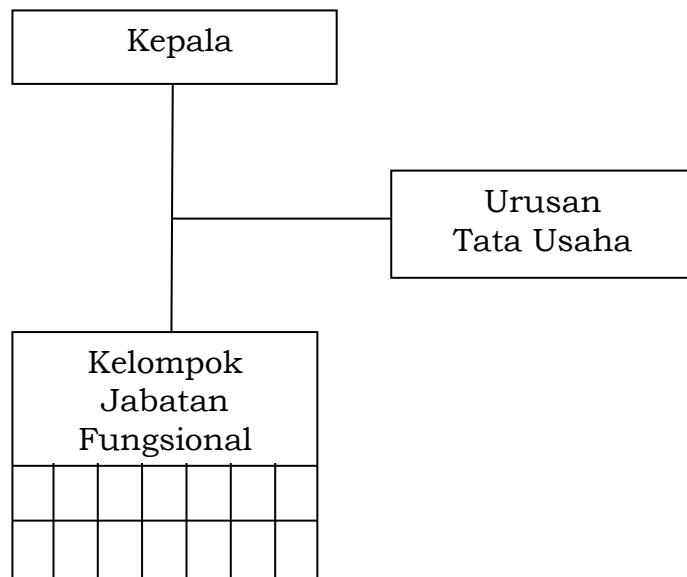 Kepala
Urusan
Tata Usaha
Kelompok
Jabatan
Fungsional